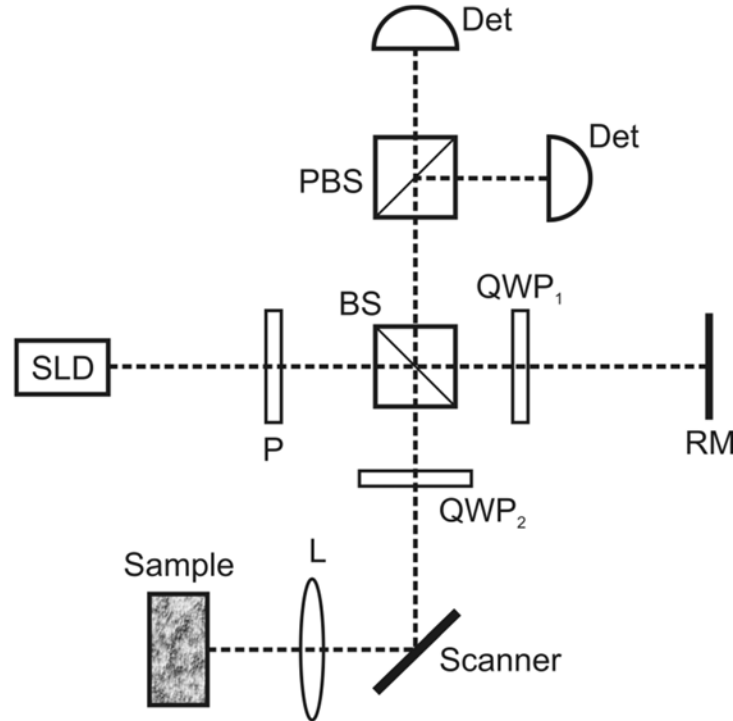 Det
Det
PBS
QWP₁
BS
SLD
P
RM
QWP₂
L
Sample
Scanner